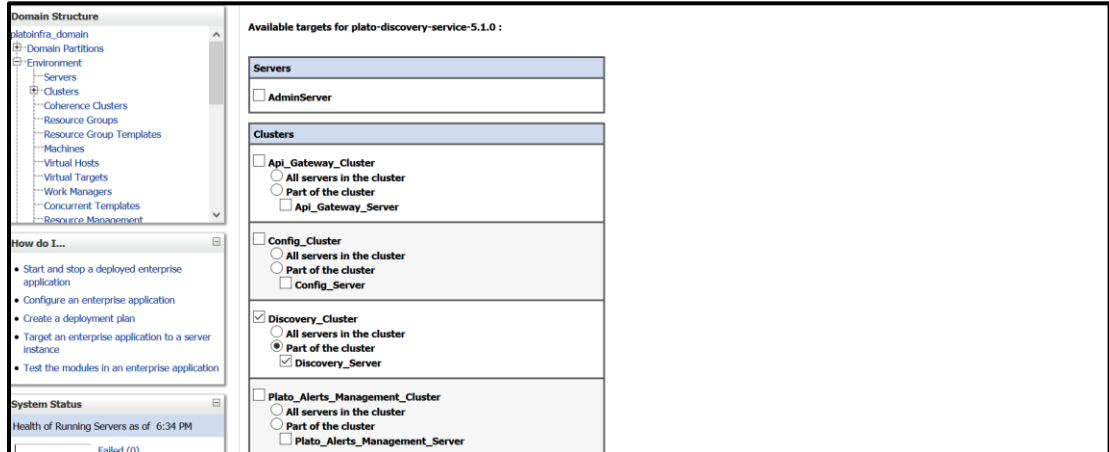 Domain Structure
platoinfra_domain
Domain Partitions
Environment
Servers
Clusters
Coherence Clusters
Resource Groups
Resource Group Templates
Machines
Virtual Hosts
Virtual Targets
Work Managers
Concurrent Templates
Resource Management
How do I...
Start and stop a deployed enterprise
application
Configure an enterprise application
Create a deployment plan
Target an enterprise application to a server
instance
Test the modules in an enterprise application
System Status
Health of Running Servers as of 6:34 PM
Failed (0)
Available targets for plato-discovery-service-5.1.0 :
Servers
AdminServer
Clusters
Api_Gateway_Cluster
All servers in the cluster
Part of the cluster
Api_Gateway_Server
Config_Cluster
All servers in the cluster
Part of the cluster
Config_Server
Discovery_Cluster
All servers in the cluster
Part of the cluster
Discovery_Server
Plato_Alerts_Management_Cluster
All servers in the cluster
Part of the cluster
Plato_Alerts_Management_Server